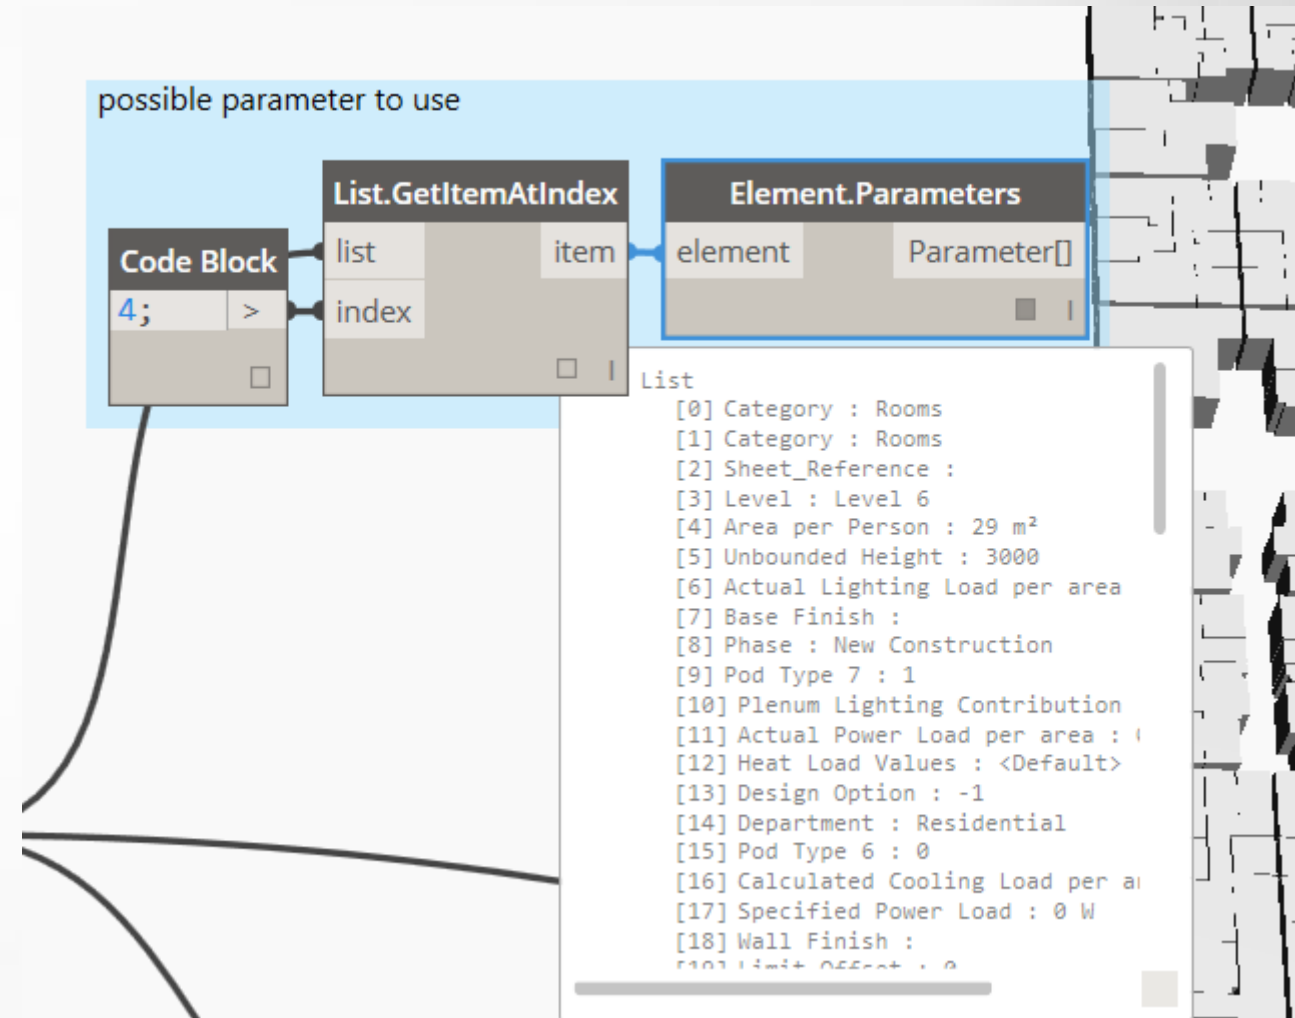 possible parameter to use
List.GetItemAtIndex
Element.Parameters
Code Block
list
item
element
Parameter[]
4;
>
index
List
[0] Category : Rooms
[1] Category : Rooms
[2] Sheet_Reference :
[3] Level : Level 6
[4] Area per Person : 29 m²
[5] Unbounded Height : 3000
[6] Actual Lighting Load per area
[7] Base Finish :
[8] Phase : New Construction
[9] Pod Type 7 : 1
[10] Plenum Lighting Contribution
[11] Actual Power Load per area :
[12] Heat Load Values : <Default>
[13] Design Option : -1
[14] Department : Residential
[15] Pod Type 6 : 0
[16] Calculated Cooling Load per
[17] Specified Power Load : 0 W
[18] Wall Finish :
[19] Limit Offset : 0